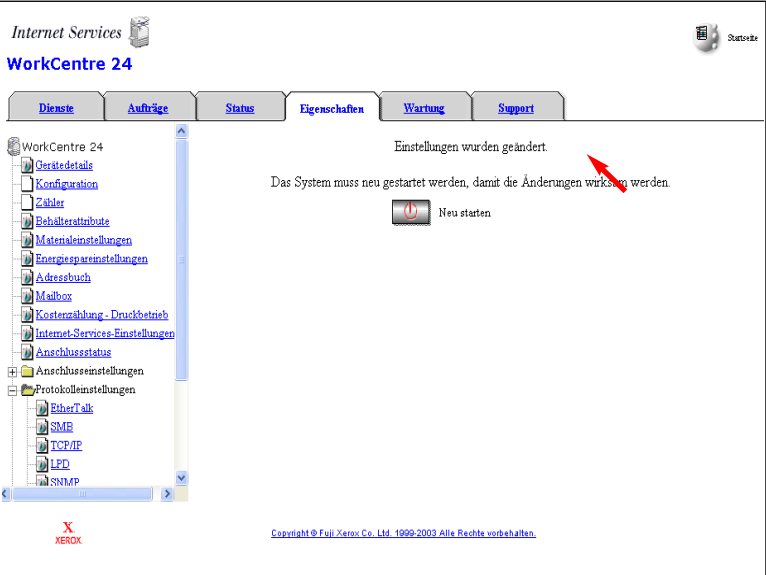 Internet Services
Startseite
WorkCentre 24
Dienste Aufträge Status Eigenschaften Wartung Support
WorkCentre 24
Gerätedetails
Konfiguration
Zähler
Behälterattribute
Materialeinstellungen
Energiespareinstellungen
Adressbuch
Mailbox
Kostenzählung - Druckbetrieb
Internet-Services-Einstellungen
Anschlussstatus
Anschlusseinstellungen
Protokolleinstellungen
EtherTalk
SMB
TCP/IP
LPD
SNMP
Einstellungen wurden geändert.
Das System muss neu gestartet werden, damit die Änderungen wirksam werden.
Neu starten
X
XEROX
Copyright © Fuji Xerox Co. Ltd. 1999-2003 Alle Rechte vorbehalten.